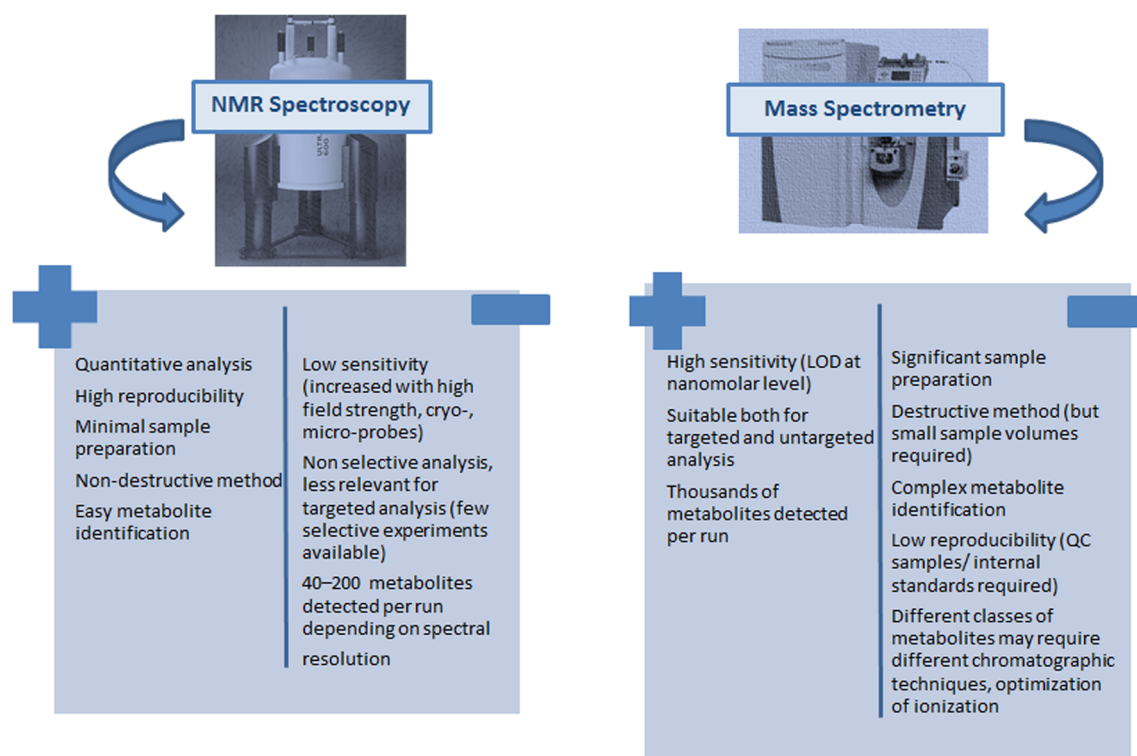 NMR Spectroscopy
ULTRA
600
Quantitative analysis
High reproducibility
Minimal sample
preparation
Non-destructive method
Easy metabolite
identification
Low sensitivity
(increased with high
field strength, cryo-,
micro-probes)
Non selective analysis,
less relevant for
targeted analysis (few
selective experiments
available)
40–200 metabolites
detected per run
depending on spectral
resolution
Mass Spectrometry
High sensitivity (LOD at
nanomolar level)
Suitable both for
targeted and untargeted
analysis
Thousands of
metabolites detected
per run
Significant sample
preparation
Destructive method (but
small sample volumes
required)
Complex metabolite
identification
Low reproducibility (QC
samples/ internal
standards required)
Different classes of
metabolites may require
different chromatographic
techniques, optimization
of ionization